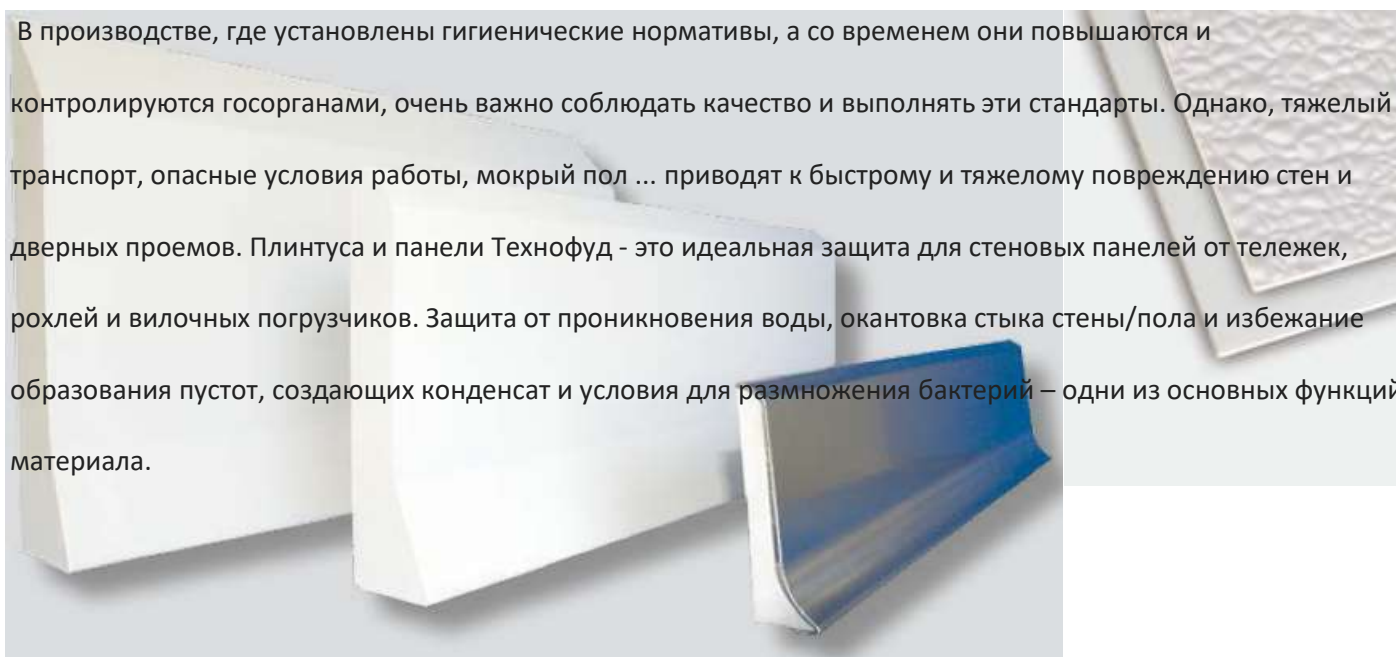 В производстве, где установлены гигиенические нормативы, а со временем они повышаются и
контролируются госорганами, очень важно соблюдать качество и выполнять эти стандарты. Однако, тяжелый
транспорт, опасные условия работы, мокрый пол ... приводят к быстрому и тяжелому повреждению стен и
дверных проемов. Плинтуса и панели Технофуд - это идеальная защита для стеновых панелей от тележек,
рохлей и вилочных погрузчиков. Защита от проникновения воды, окантовка стыка стены/пола и избежание
образования пустот, создающих конденсат и условия для размножения бактерий – одни из основных функций
материала.